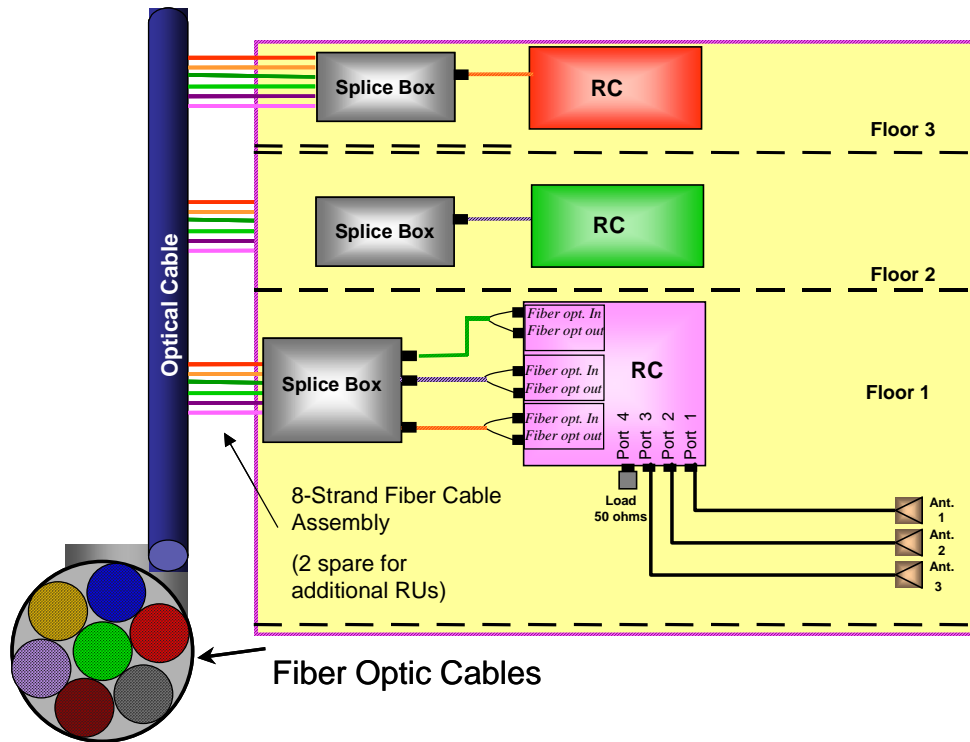 Optical Cable
Splice Box
RC
Floor 3
Splice Box
RC
Floor 2
Splice Box
Fiber opt. In
Fiber opt out
Fiber opt. In
Fiber opt out
Fiber opt. In
Fiber opt out
RC
Floor 1
Port 4
Port 3
Port 2
Port 1
Load
50 ohms
Ant.
1
Ant.
2
Ant.
3
8-Strand Fiber Cable
Assembly
(2 spare for
additional RUs)
Fiber Optic Cables